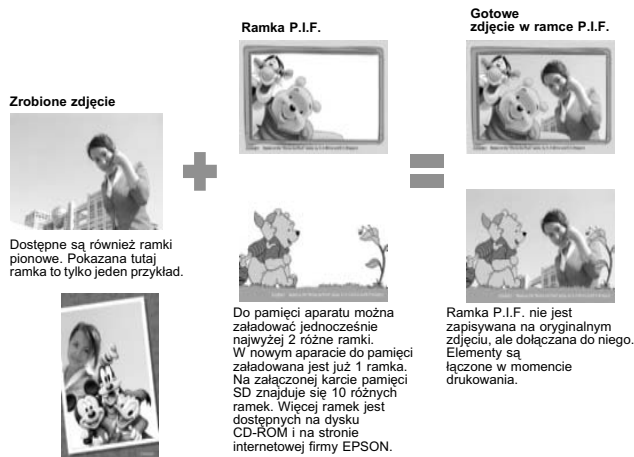 Zrobione zdjęcie
Dostępne są również ramki
pionowe. Pokazana tutaj
ramka to tylko jeden przykład.
Ramka P.I.F.
Do pamięci aparatu można
załadować jednocześnie
najwyżej 2 różne ramki.
W nowym aparacie do pamięci
załadowana jest już 1 ramka.
Na załączonej karcie pamięci
SD znajduje się 10 różnych
ramek. Więcej ramek jest
dostępnych na dysku
CD-ROM i na stronie
internetowej firmy EPSON.
Gotowe
zdjęcie w ramce P.I.F.
Ramka P.I.F. nie jest
zapisywana na oryginalnym
zdjęciu, ale dołączana do niego.
Elementy są
łączone w momencie
drukowania.